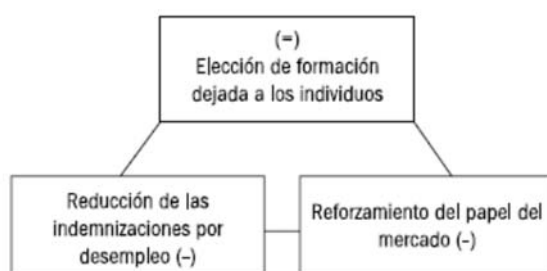 (=)
Elección de formación
dejada a los individuos
Reducción de las
indemnizaciones por
desempleo (–)
Reforzamiento del papel del
mercado (–)